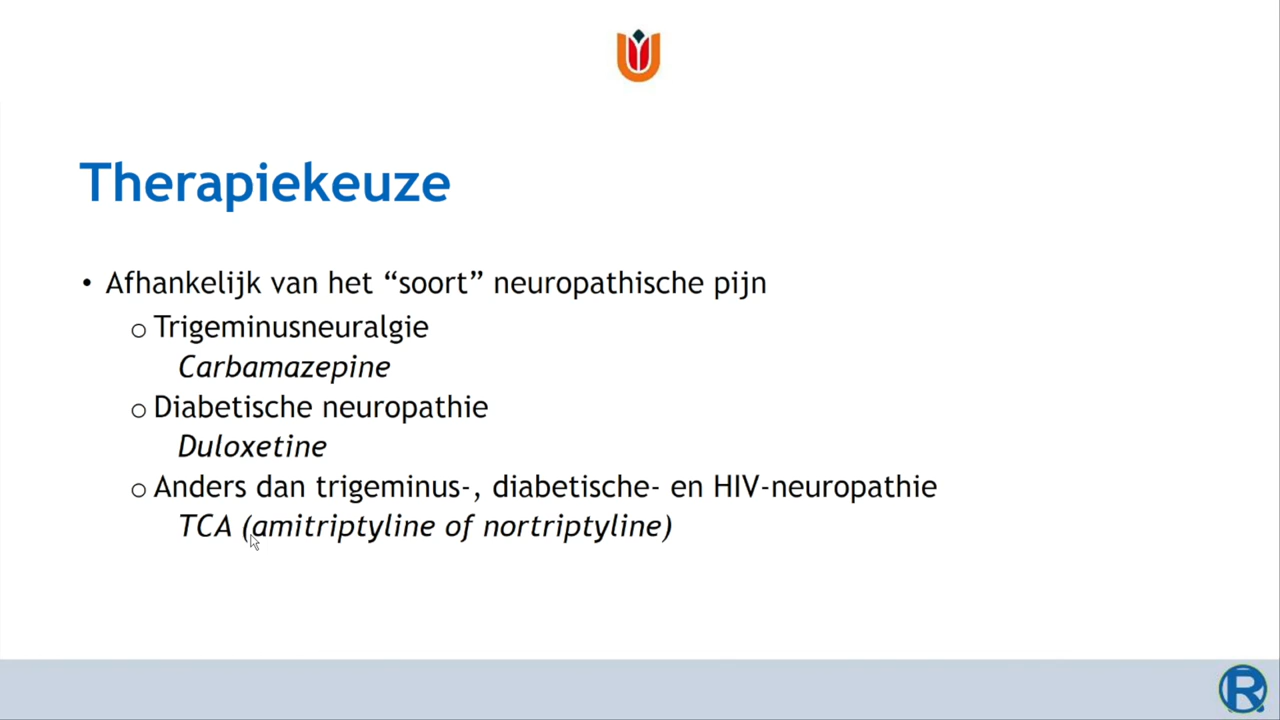 Therapiekeuze
• Afhankelijk van het “soort” neuropathische pijn
o Trigeminusneuralgie
Carbamazepine
o Diabetische neuropathie
Duloxetine
o Anders dan trigeminus-, diabetische- en HIV-neuropathie
TCA (amitriptyline of nortriptyline)
R